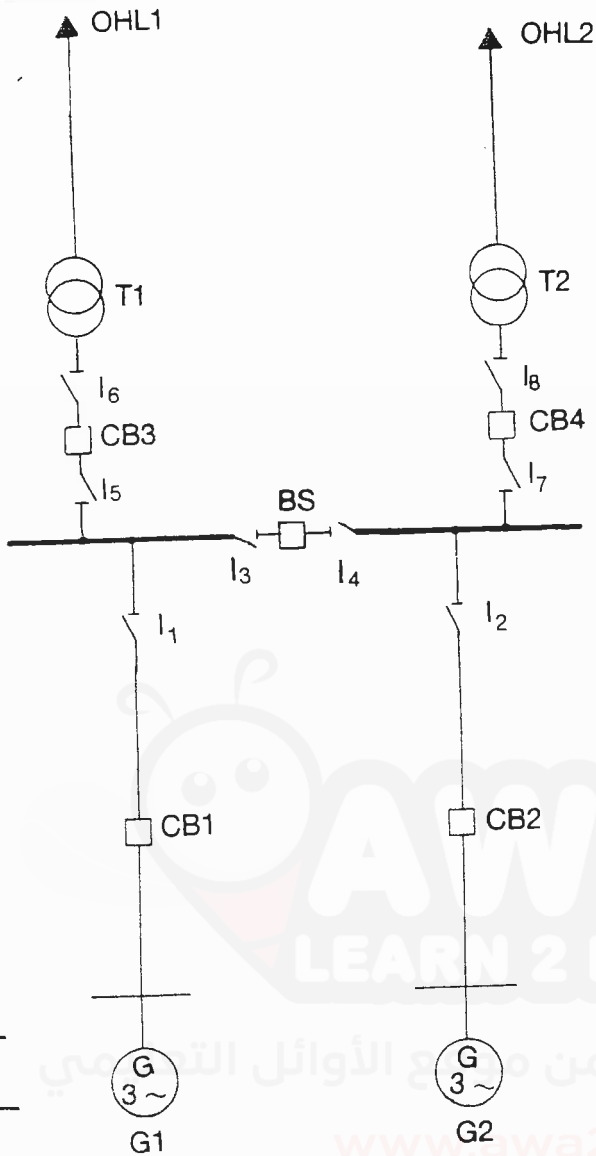 OHL1 OHL2
T1 T2
I6 I8
CB3 CB4
I5 I7
BS
I3 I4
I1 I2
CB1 CB2
AW
LEARN 2
G G
3 ~ 3 ~
من موقع الأوائل التعليمي
G1 G2
www.awa